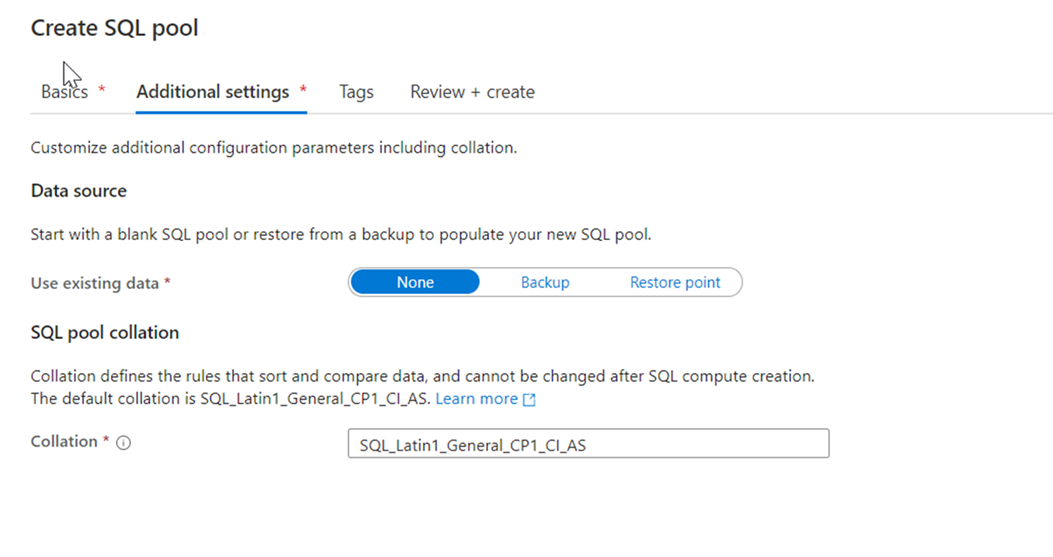 Create SQL pool
Basics *
Additional settings *
Tags
Review + create
Customize additional configuration parameters including collation.
Data source
Start with a blank SQL pool or restore from a backup to populate your new SQL pool.
Use existing data *
None
Backup
Restore point
SQL pool collation
Collation defines the rules that sort and compare data, and cannot be changed after SQL compute creation.
The default collation is SQL_Latin1_General_CP1_CI_AS. Learn more
Collation *
SQL_Latin1_General_CP1_CI_AS